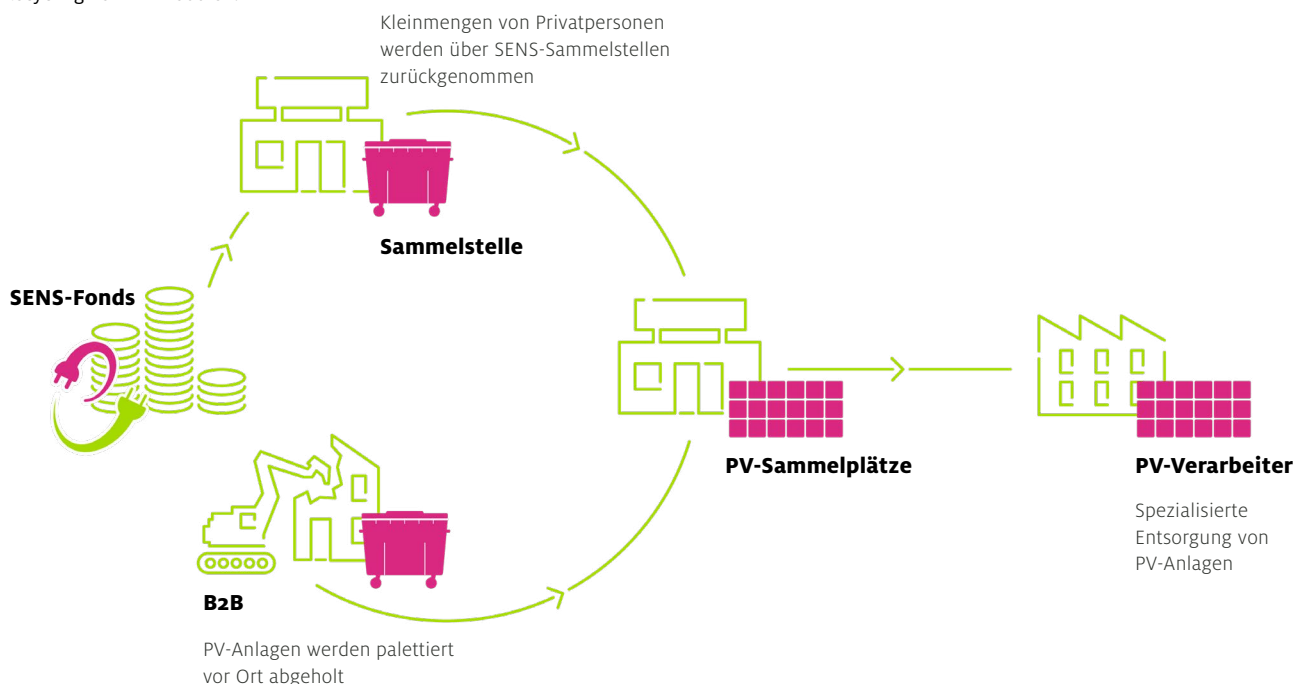 Kleinmengen von Privatpersonen
werden über SENS-Sammelstellen
zurückgenommen
Sammelstelle
SENS-Fonds
PV-Sammelplätze
PV-Verarbeiter
Spezialisierte
Entsorgung von
PV-Anlagen
B2B
PV-Anlagen werden palettiert
vor Ort abgeholt